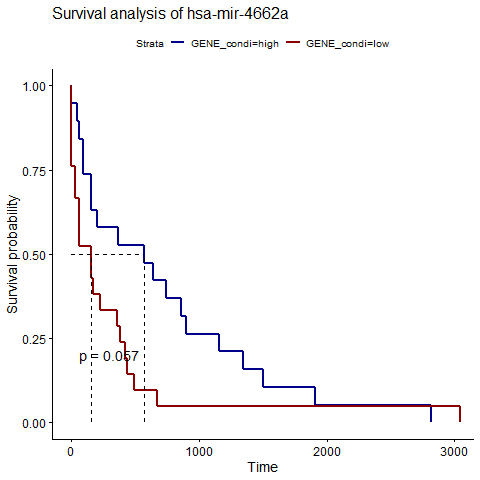 Survival analysis of hsa-mir-4662a
Strata GENE_condi=high GENE_condi=low
Survival probability
1.00
0.75
0.50
0.25
0.00
p = 0.057
0 1000 2000 3000
Time